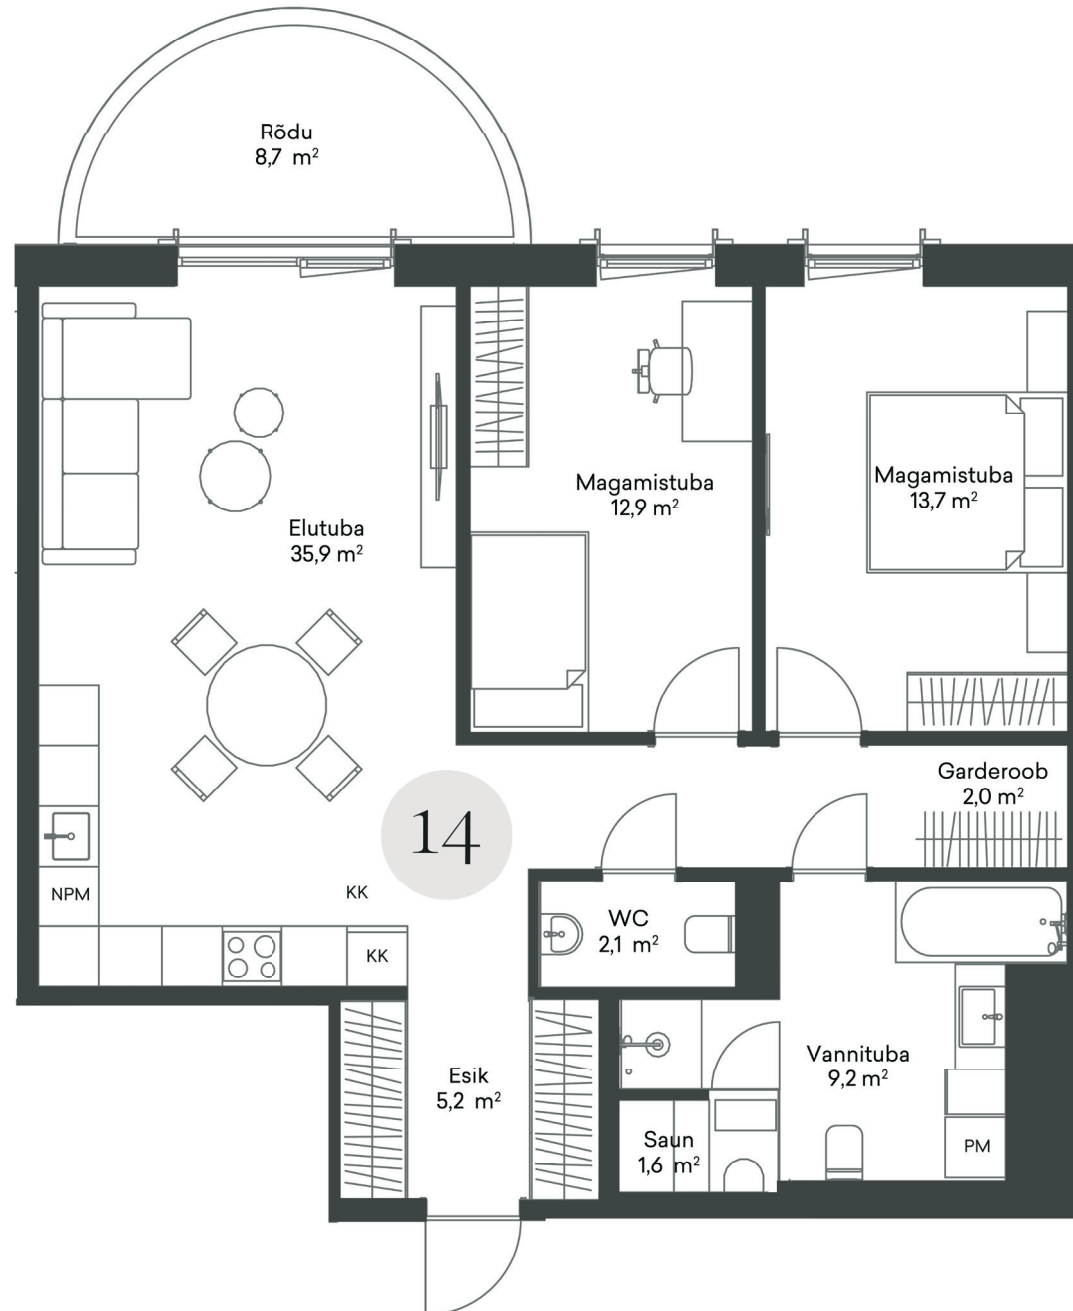 Rõdu
8,7 m²
Magamistuba
12,9 m²
Magamistuba
13,7 m²
Elutuba
35,9 m²
Garderoob
2,0 m²
14
NPM
KK
KK
WC
2,1 m²
Esik
5,2 m²
Vannituba
9,2 m²
Saun
1,6 m²
PM